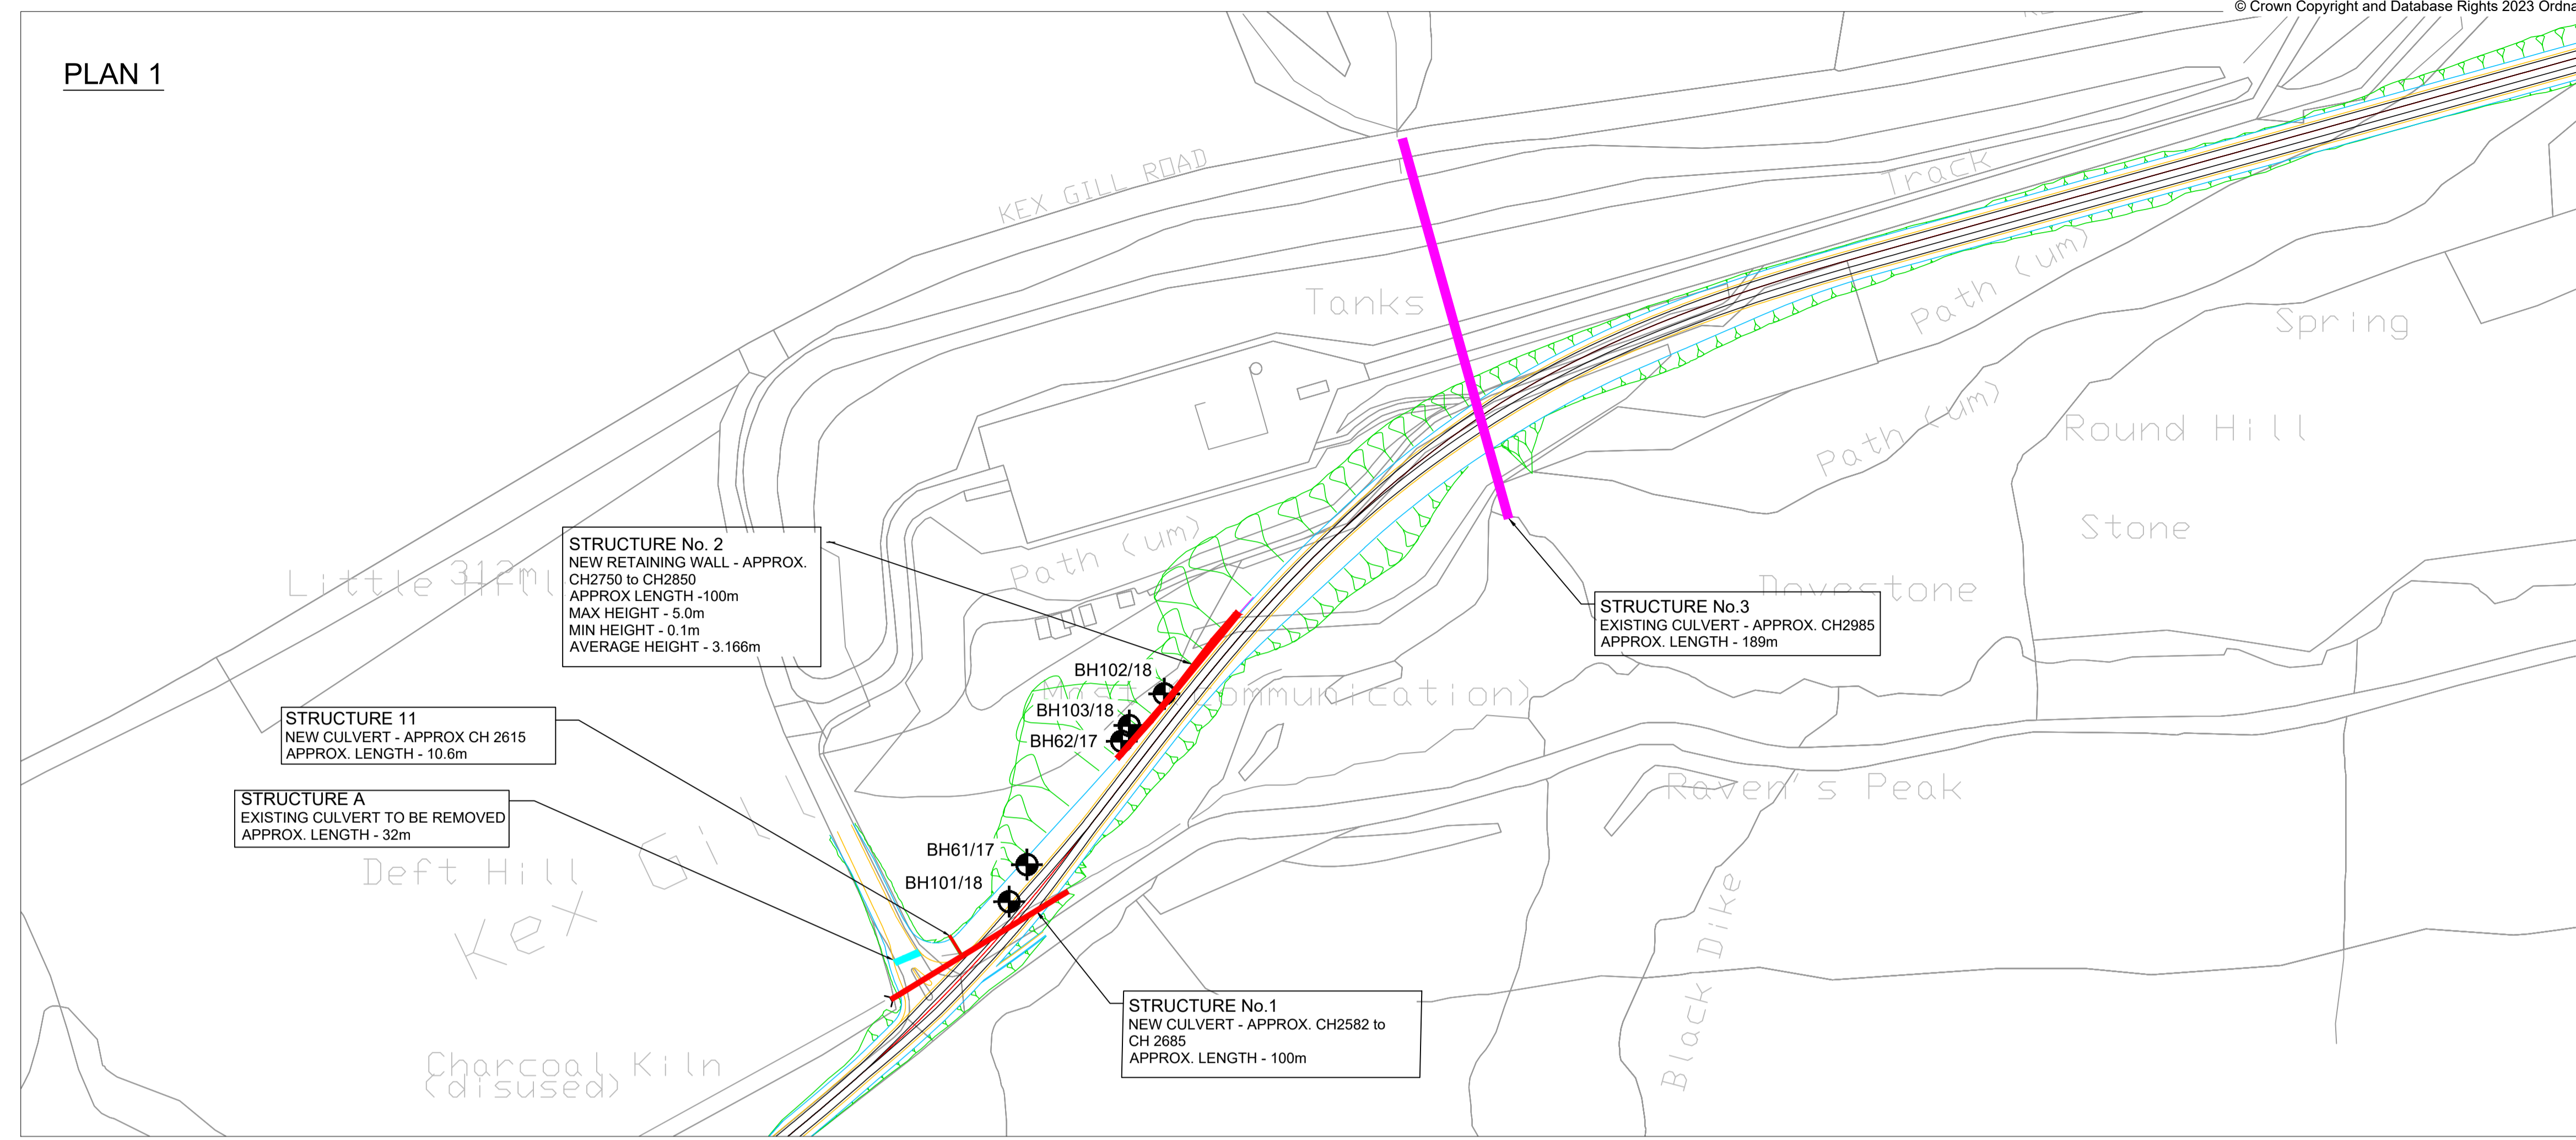 © Crown Copyright and Database Rights 2023 Ordna
PLAN 1
KEX GILL ROAD
Track
Tanks
Path (um)
Spring
Path (um)
Round Hill
Stone
STRUCTURE No. 2
NEW RETAINING WALL - APPROX.
CH2750 to CH2850
APPROX LENGTH -100m
MAX HEIGHT - 5.0m
MIN HEIGHT - 0.1m
AVERAGE HEIGHT - 3.166m
Path (um)
Little
312m
Dovestone
STRUCTURE No.3
EXISTING CULVERT - APPROX. CH2985
APPROX. LENGTH - 189m
BH102/18
Mast
communication)
BH103/18
BH62/17
STRUCTURE 11
NEW CULVERT - APPROX CH 2615
APPROX. LENGTH - 10.6m
Raven's Peak
STRUCTURE A
EXISTING CULVERT TO BE REMOVED
APPROX. LENGTH - 32m
BH61/17
Deft Hill
BH101/18
Kex Gill
Black Dike
STRUCTURE No.1
NEW CULVERT - APPROX. CH2582 to
CH 2685
APPROX. LENGTH - 100m
Charcoal Kiln
(disused)